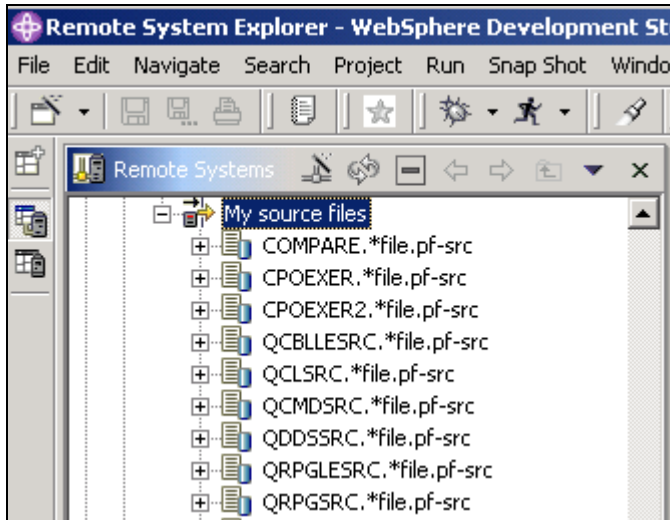 Remote System Explorer - WebSphere Development St
File Edit Navigate Search Project Run Snap Shot Windo
Remote Systems
My source files
COMPARE.*file.pf-src
CPOEXER.*file.pf-src
CPOEXER2.*file.pf-src
QCBLLESRC.*file.pf-src
QCLSRC.*file.pf-src
QCMDSRC.*file.pf-src
QDDSSRC.*file.pf-src
QRPGLESRC.*file.pf-src
QRPGSRC.*file.pf-src